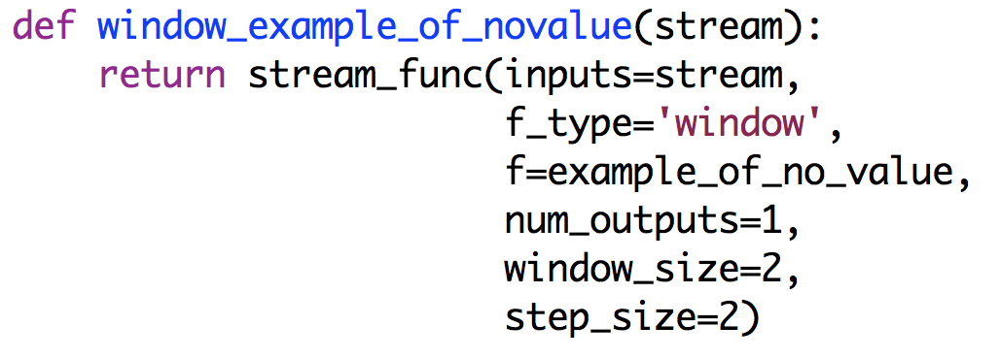 def window_example_of_novalue(stream):
    return stream_func(inputs=stream,
                       f_type='window',
                       f=example_of_no_value,
                       num_outputs=1,
                       window_size=2,
                       step_size=2)